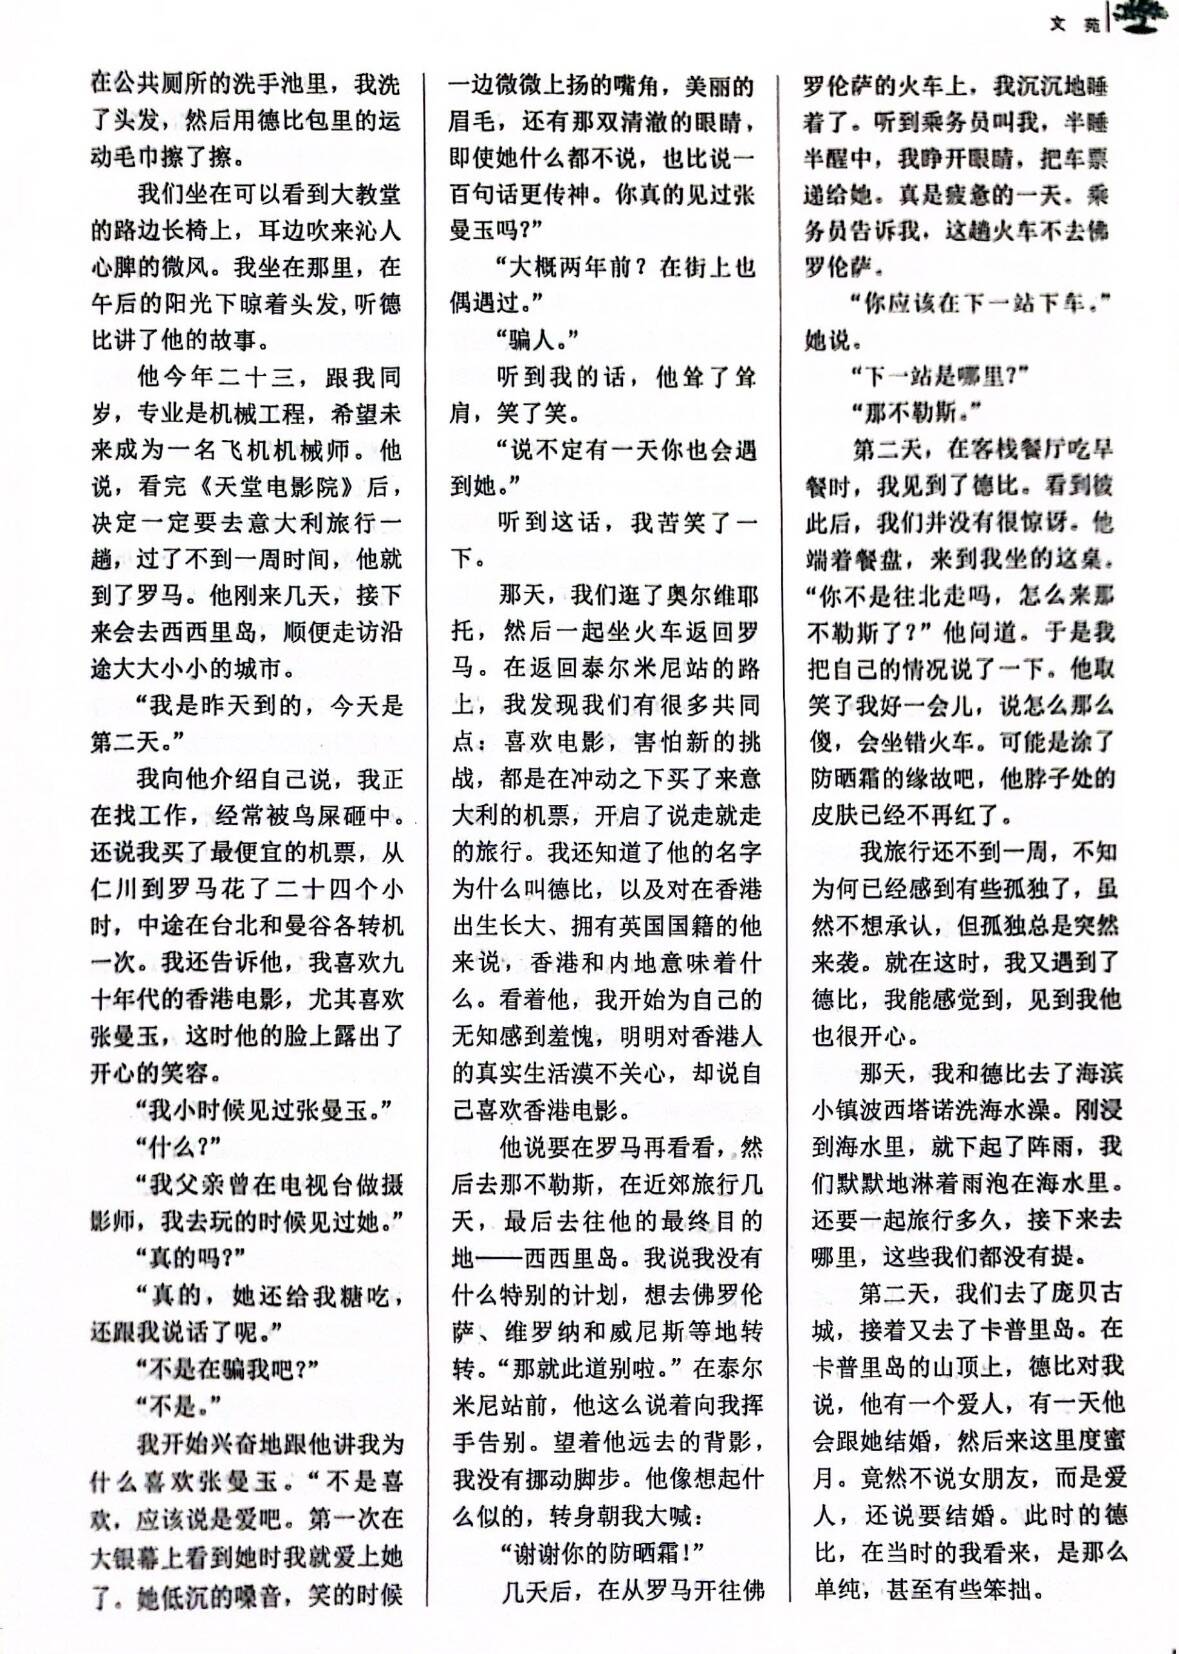 文 苑
在公共厕所的洗手池里，我洗
了头发，然后用德比包里的运
动毛巾擦了擦。
我们坐在可以看到大教堂
的路边长椅上，耳边吹来沁人
心脾的微风。我坐在那里，在
午后的阳光下晾着头发，听德
比讲了他的故事。
他今年二十三，跟我同
岁，专业是机械工程，希望未
来成为一名飞机机械师。他
说，看完《天堂电影院》后，
决定一定要去意大利旅行一
趟，过了不到一周时间，他就
到了罗马。他刚来几天，接下
来会去西西里岛，顺便走访沿
途大大小小的城市。
“我是昨天到的，今天是
第二天。”
我向他介绍自己说，我正
在找工作，经常被鸟屎砸中。
还说我买了最便宜的机票，从
仁川到罗马花了二十四个小
时，中途在台北和曼谷各转机
一次。我还告诉他，我喜欢九
十年代的香港电影，尤其喜欢
张曼玉，这时他的脸上露出了
开心的笑容。
“我小时候见过张曼玉。”
“什么？”
“我父亲曾在电视台做摄
影师，我去玩的时候见过她。”
“真的吗？”
“真的，她还给我糖吃，
还跟我说话了呢。”
“不是在骗我吧？”
“不是。”
我开始兴奋地跟他讲我为
什么喜欢张曼玉。“不是喜
欢，应该说是爱吧。第一次在
大银幕上看到她时我就爱上她
了。她低沉的嗓音，笑的时候
一边微微上扬的嘴角，美丽的
眉毛，还有那双清澈的眼睛，
即使她什么都不说，也比说一
百句话更传神。你真的见过张
曼玉吗？”
“大概两年前？在街上也
偶遇过。”
“骗人。”
听到我的话，他耸了耸
肩，笑了笑。
“说不定有一天你也会遇
到她。”
听到这话，我苦笑了一
下。
那天，我们逛了奥尔维耶
托，然后一起坐火车返回罗
马。在返回泰尔米尼站的路
上，我发现我们有很多共同
点：喜欢电影，害怕新的挑
战，都是在冲动之下买了来意
大利的机票，开启了说走就走
的旅行。我还知道了他的名字
为什么叫德比，以及对在香港
出生长大、拥有英国国籍的他
来说，香港和内地意味着什
么。看着他，我开始为自己的
无知感到羞愧，明明对香港人
的真实生活漠不关心，却说自
己喜欢香港电影。
他说要在罗马再看看，然
后去那不勒斯，在近郊旅行几
天，最后去往他的最终目的
地——西西里岛。我说我没有
什么特别的计划，想去佛罗伦
萨、维罗纳和威尼斯等地转
转。“那就此道别啦。”在泰尔
米尼站前，他这么说着向我挥
手告别。望着他远去的背影，
我没有挪动脚步。他像想起什
么似的，转身朝我大喊：
“谢谢你的防晒霜！”
几天后，在从罗马开往佛
罗伦萨的火车上，我沉沉地睡
着了。听到乘务员叫我，半睡
半醒中，我睁开眼睛，把车票
递给她。真是疲惫的一天。乘
务员告诉我，这趟火车不去佛
罗伦萨。
“你应该在下一站下车。”
她说。
“下一站是哪里？”
“那不勒斯。”
第二天，在客栈餐厅吃早
餐时，我见到了德比。看到彼
此后，我们并没有很惊讶。他
端着餐盘，来到我坐的这桌。
“你不是往北走吗，怎么来那
不勒斯了？”他问道。于是我
把自己的情况说了一下。他取
笑了我好一会儿，说怎么那么
傻，会坐错火车。可能是涂了
防晒霜的缘故吧，他脖子处的
皮肤已经不再红了。
我旅行还不到一周，不知
为何已经感到有些孤独了，虽
然不想承认，但孤独总是突然
来袭。就在这时，我又遇到了
德比，我能感觉到，见到我他
也很开心。
那天，我和德比去了海滨
小镇波西塔诺洗海水澡。刚浸
到海水里，就下起了阵雨，我
们默默地淋着雨泡在海水里。
还要一起旅行多久，接下来去
哪里，这些我们都没有提。
第二天，我们去了庞贝古
城，接着又去了卡普里岛。在
卡普里岛的山顶上，德比对我
说，他有一个爱人，有一天他
会跟她结婚，然后来这里度蜜
月。竟然不说女朋友，而是爱
人，还说要结婚。此时的德
比，在当时的我看来，是那么
单纯，甚至有些笨拙。